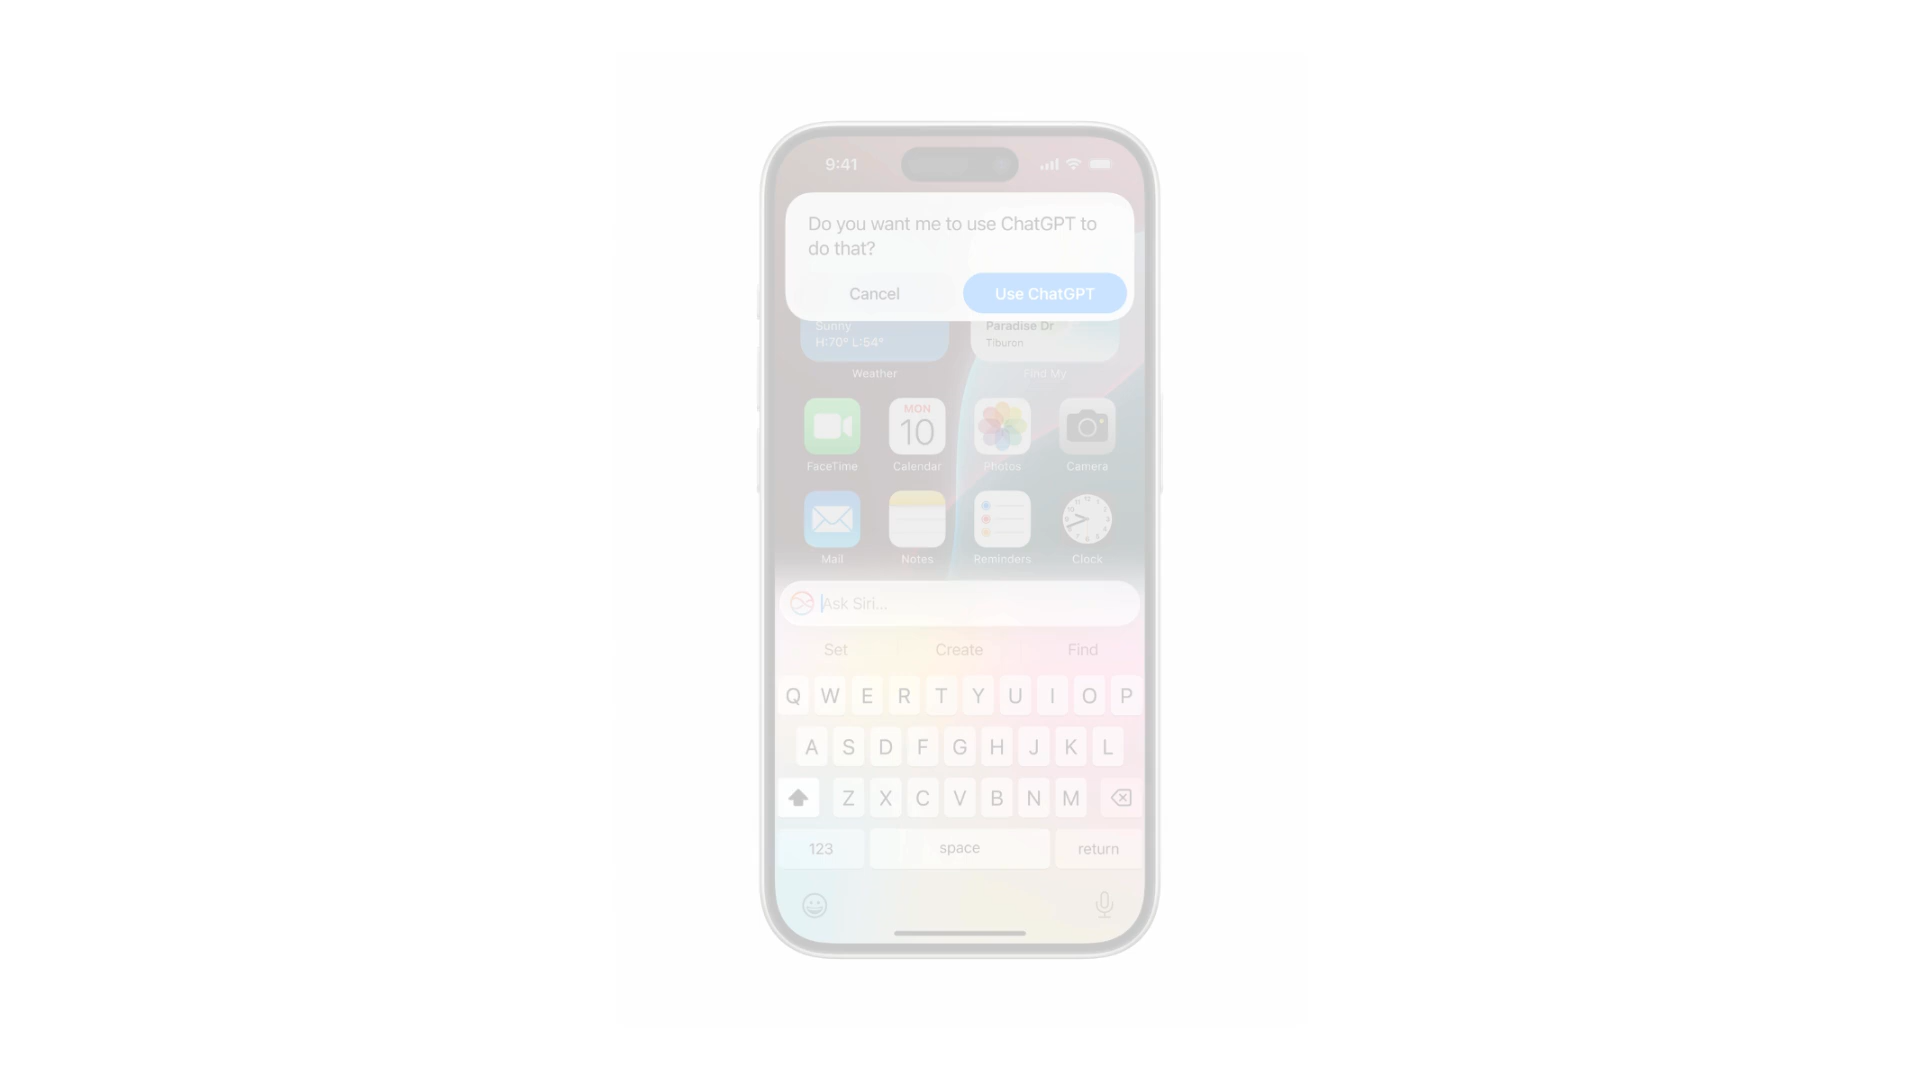 9:41
Do you want me to use ChatGPT to
do that?
Cancel
Use ChatGPT
Sunny
H:70° L:54°
Paradise Dr
Tiburon
Weather
Find My
MON
10
FaceTime
Calendar
Photos
Camera
Mail
Notes
Reminders
Clock
Ask Siri...
Set
Create
Find
Q W E R T Y U I O P
A S D F G H J K L
Z X C V B N M
123
space
return